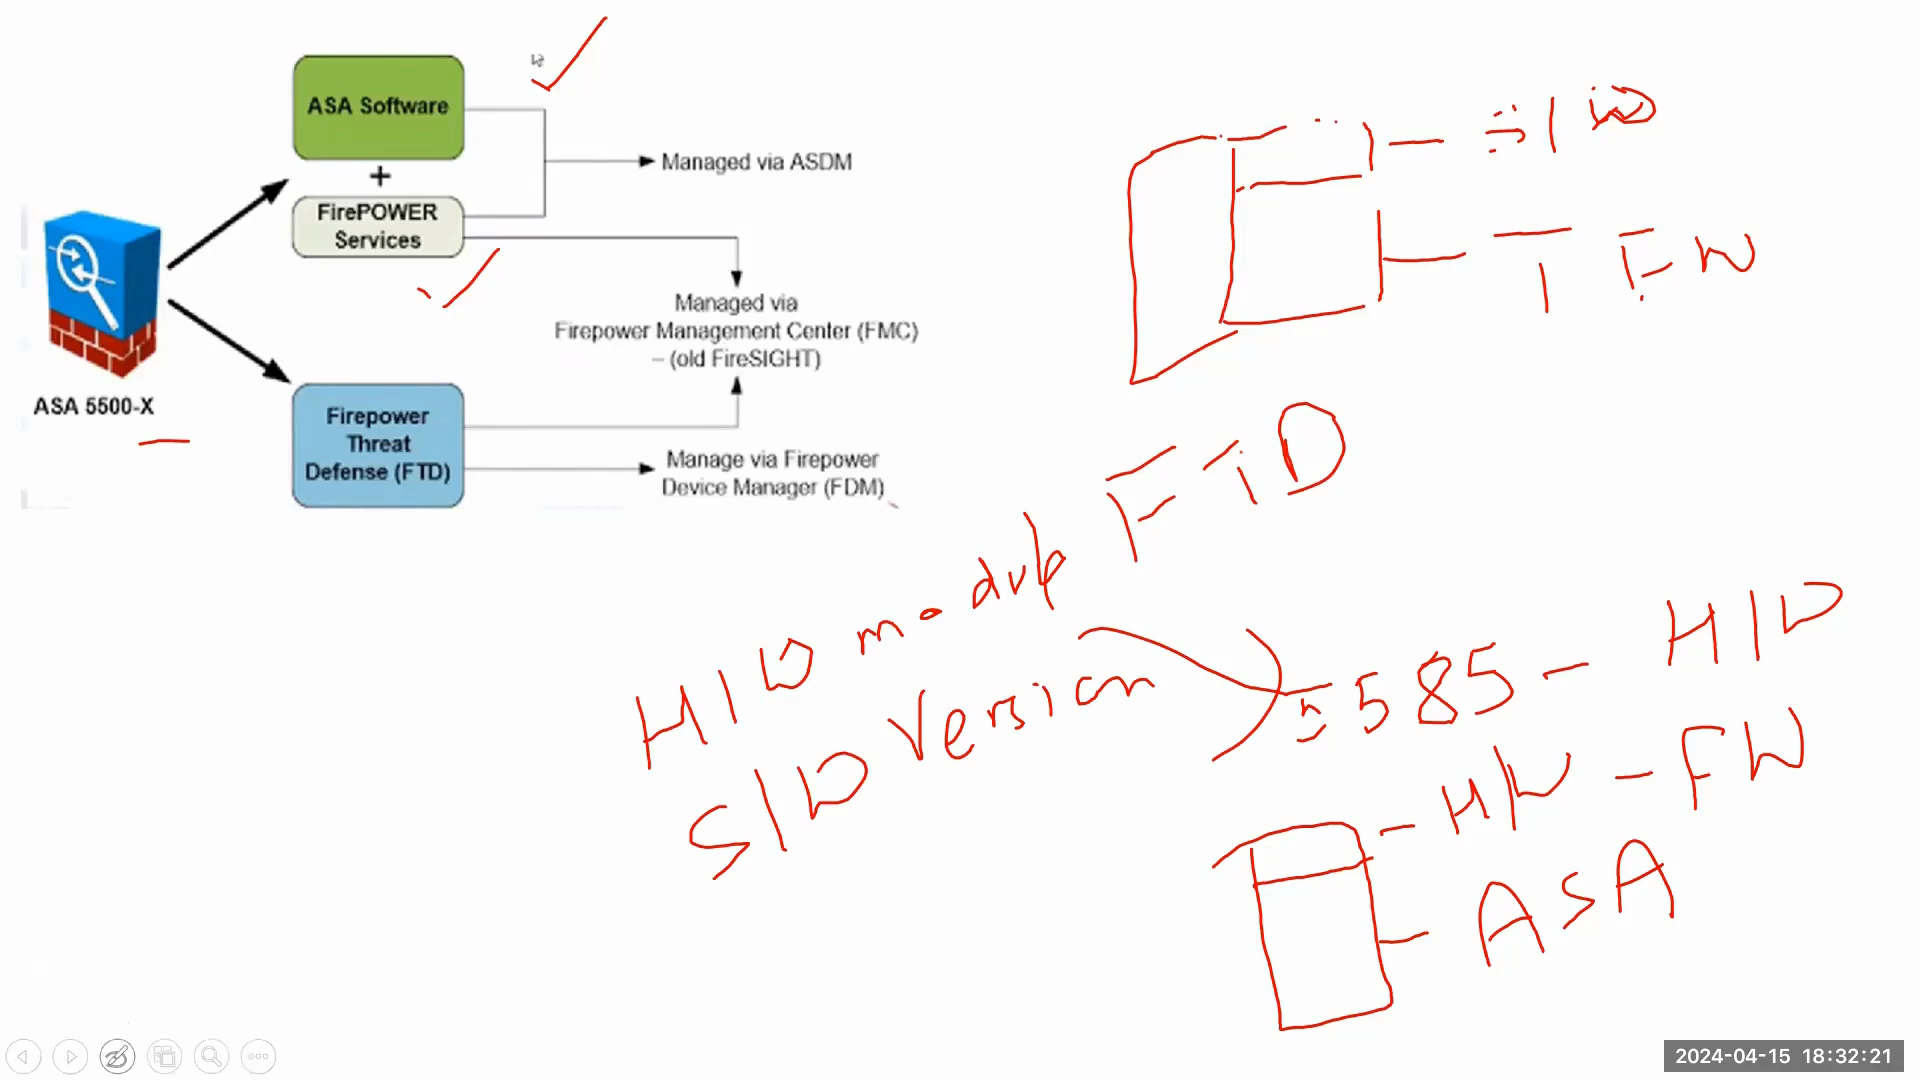 ASA Software
+
FirePOWER
Services
Managed via ASDM
Managed via
Firepower Management Center (FMC)
– (old FireSIGHT)
ASA 5500-X
Firepower
Threat
Defense (FTD)
Manage via Firepower
Device Manager (FDM)
T FW
FTD
H/W module
S/W Version
5585 - H/W
H/W - FW
ASA
2024-04-15 18:32:21